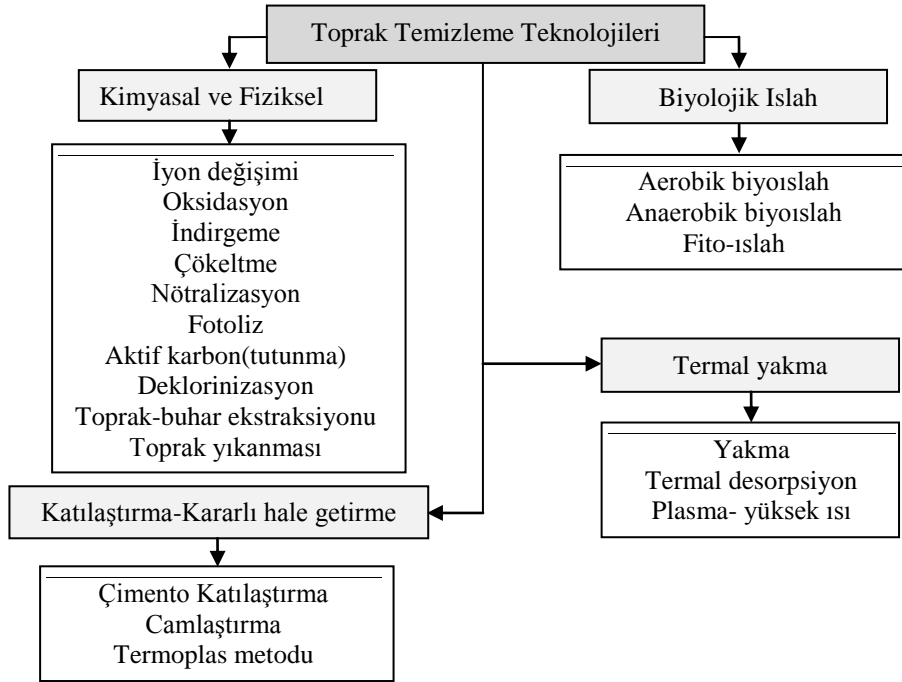 Toprak Temizleme Teknolojileri
Kimyasal ve Fiziksel
İyon değişimi
Oksidasyon
İndirgeme
Çökeltme
Nötralizasyon
Fotoliz
Aktif karbon(tutunma)
Deklorinizasyon
Toprak-buhar ekstraksiyonu
Toprak yıkanması
Biyolojik Islah
Aerobik biyoıslah
Anaerobik biyoıslah
Fito-ıslah
Termal yakma
Yakma
Termal desorpsiyon
Plasma- yüksek ısı
Katılaştırma-Kararlı hale getirme
Çimento Katılaştırma
Camlaştırma
Termoplas metodu